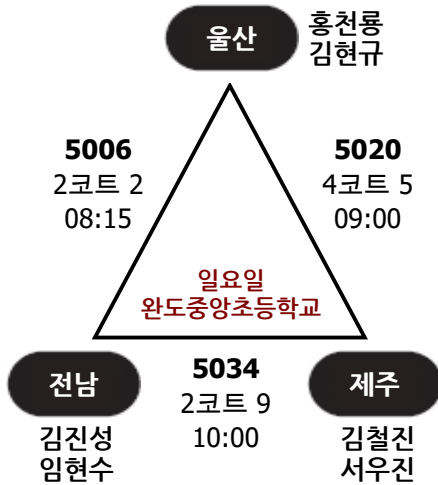 울산
홍천룡
김현규
5006
2코트 2
08:15
5020
4코트 5
09:00
일요일
완도중앙초등학교
전남
김진성
임현수
5034
2코트 9
10:00
제주
김철진
서우진